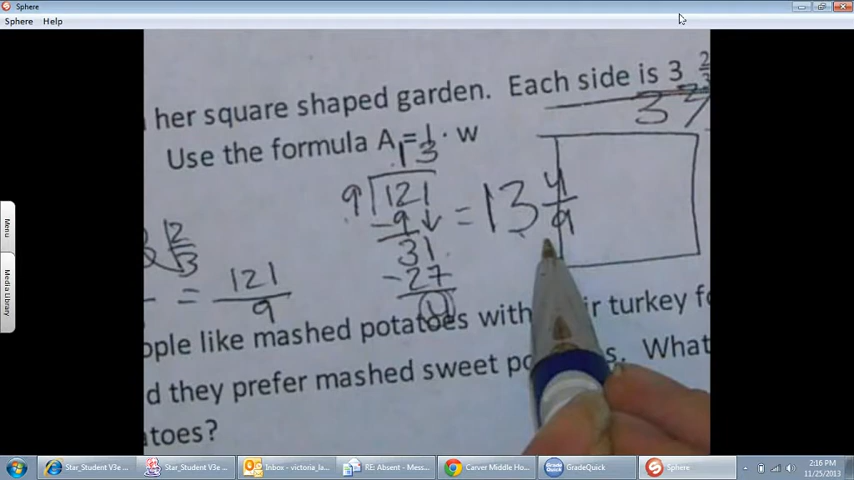 Sphere
Sphere Help
her square shaped garden. Each side is 3 2/3
Use the formula A = l · w
13
9 121 = 13 4/9
-9
31
-27
4
2/3
= 121/9
ople like mashed potatoes with ir turkey f
d they prefer mashed sweet po s. What
atoes?
Menu
Media Library
Star_Student V3e ...
Star_Student V3e ...
Inbox - victoria_la...
RE: Absent - Mess...
Carver Middle Ho...
GradeQuick
Sphere
2:16 PM
11/25/2013